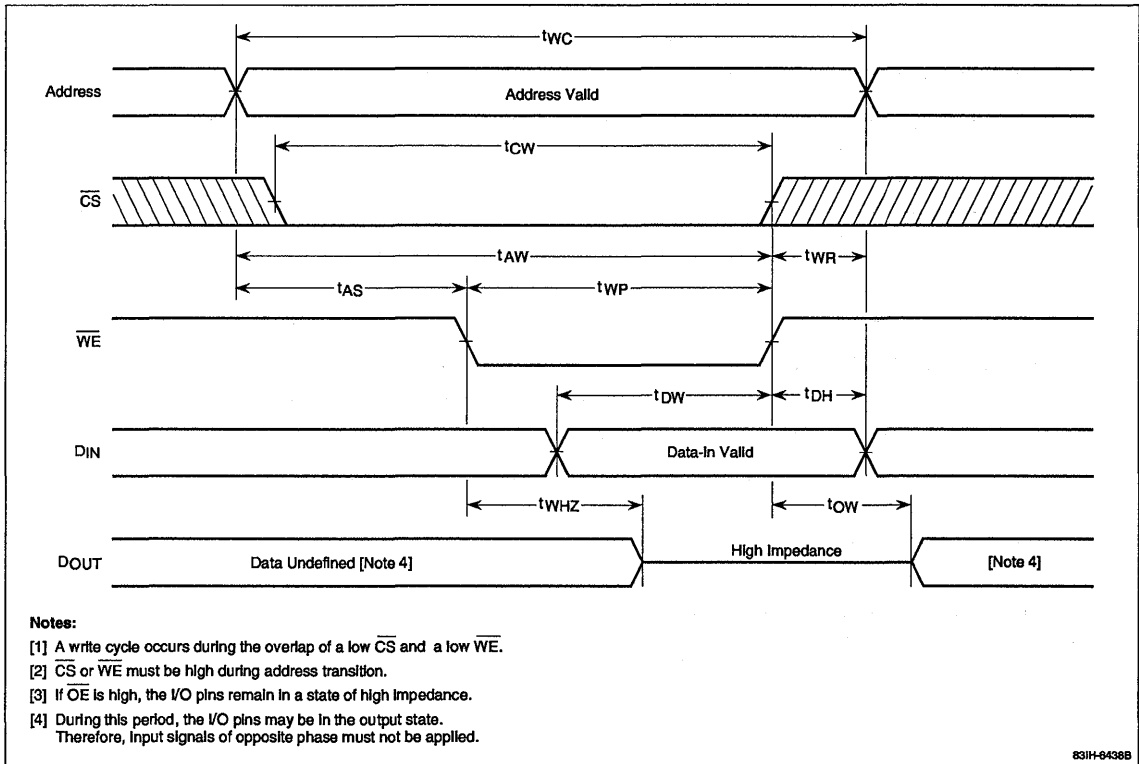 tWC
Address
Address Valid
tCW
CS
tAW
tWR
tAS
tWP
WE
tDW
tDH
DIN
Data-In Valid
tWHZ
tOW
DOUT
Data Undefined [Note 4]
High Impedance
[Note 4]
Notes:
[1] A write cycle occurs during the overlap of a low CS and a low WE.
[2] CS or WE must be high during address transition.
[3] If OE is high, the I/O pins remain in a state of high impedance.
[4] During this period, the I/O pins may be in the output state.
Therefore, input signals of opposite phase must not be applied.
83IH-6438B